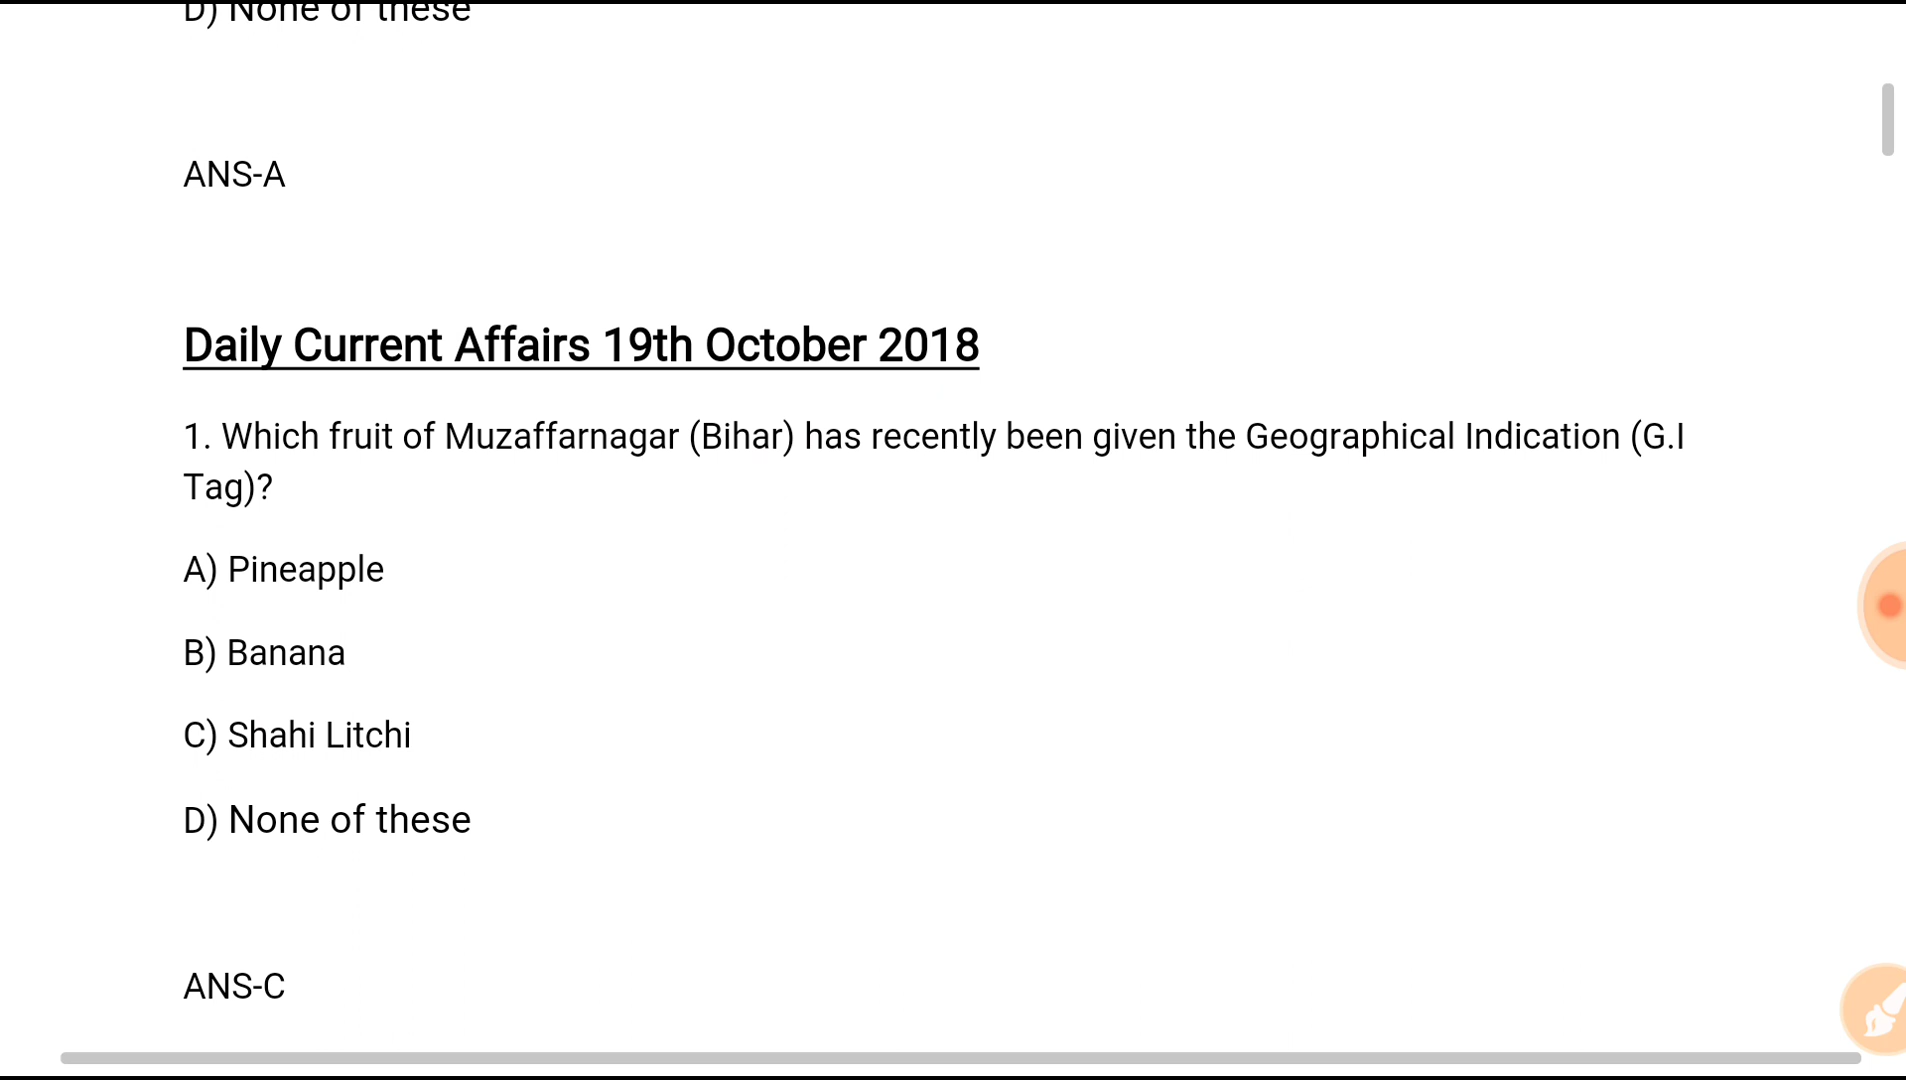 D) None of these
ANS-A
Daily Current Affairs 19th October 2018
1. Which fruit of Muzaffarnagar (Bihar) has recently been given the Geographical Indication (G.I
Tag)?
A) Pineapple
B) Banana
C) Shahi Litchi
D) None of these
ANS-C